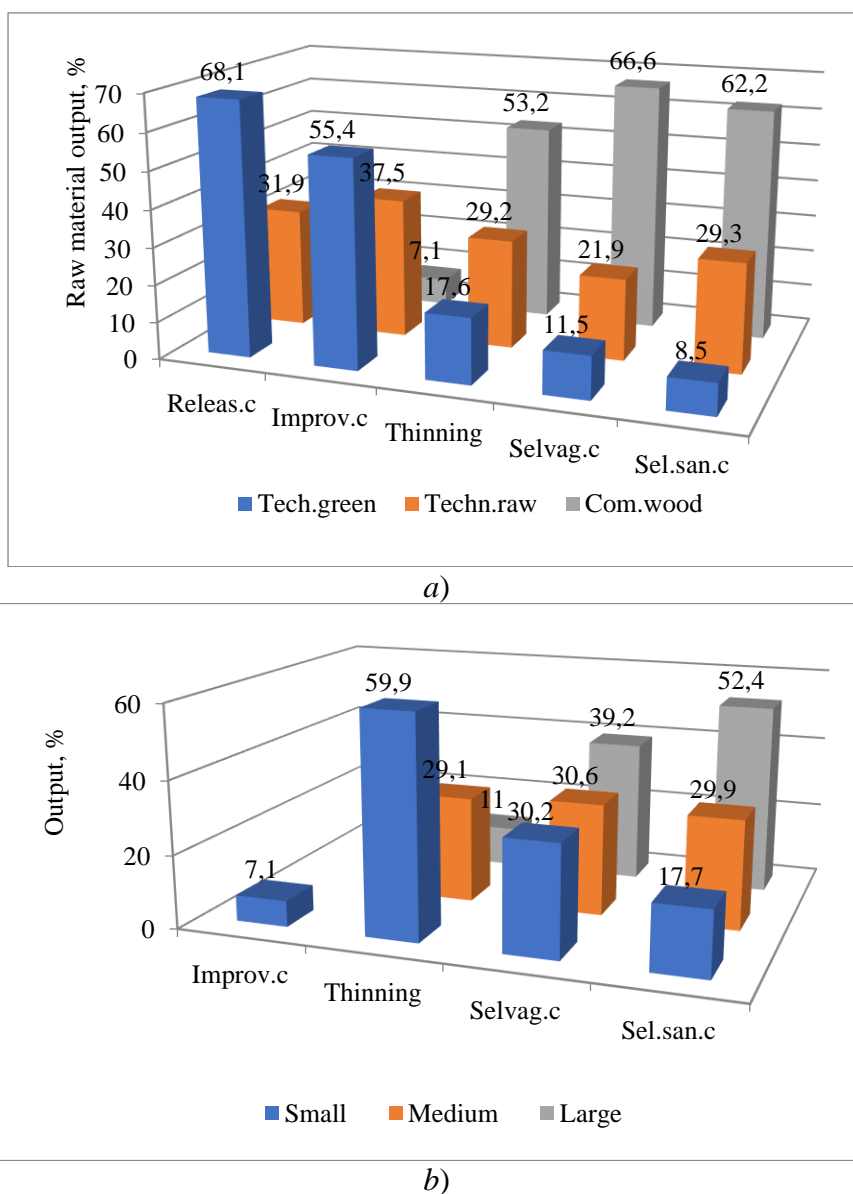 Raw material output, %
70
60
50
40
30
20
10
0
68,1
55,4
17,6
11,5
8,5
31,9
37,5
29,2
21,9
29,3
7,1
53,2
66,6
62,2
Releas.c
Improv.c
Thinning
Selvag.c
Sel.san.c
Tech.green Techn.raw Com.wood
a)
Output, %
60
40
20
0
7,1
59,9
30,2
17,7
29,1
30,6
29,9
11
39,2
52,4
Improv.c
Thinning
Selvag.c
Sel.san.c
Small Medium Large
b)